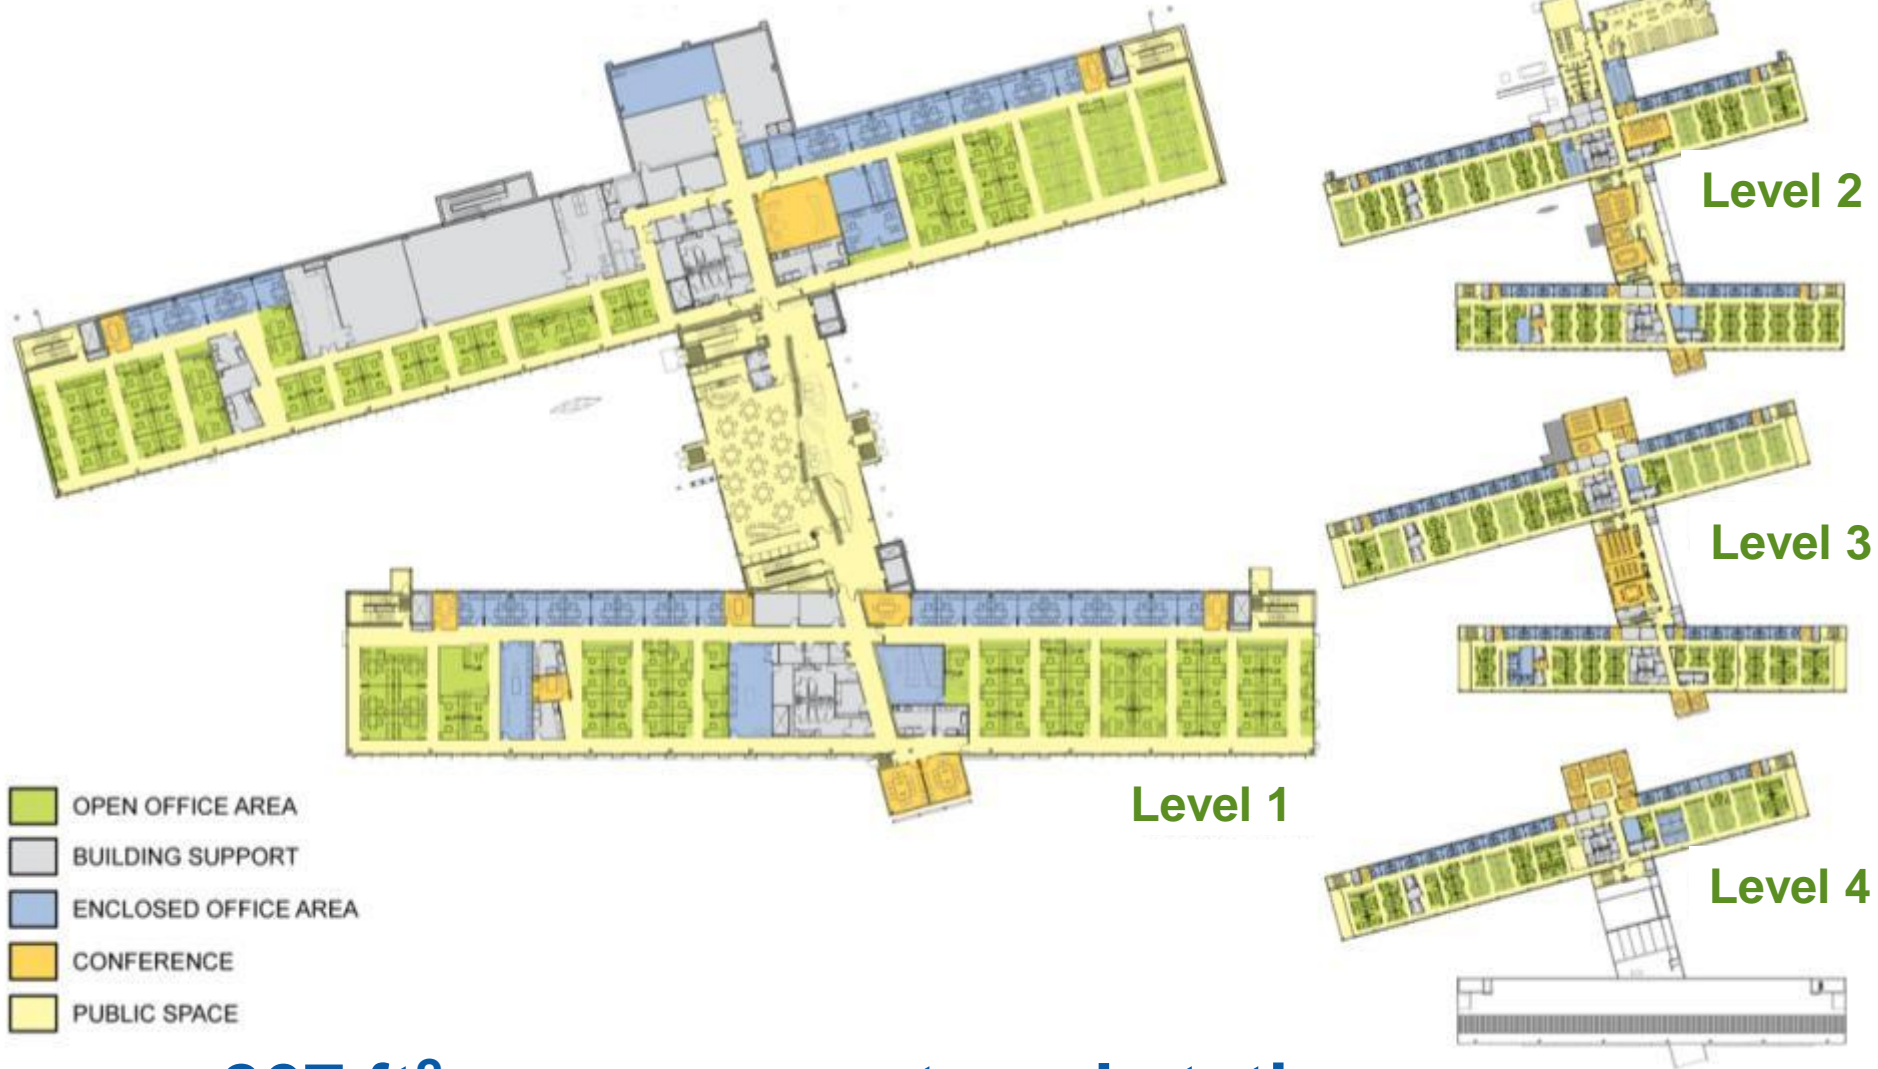 Level 2
Level 3
Level 1
Level 4
OPEN OFFICE AREA
BUILDING SUPPORT
ENCLOSED OFFICE AREA
CONFERENCE
PUBLIC SPACE